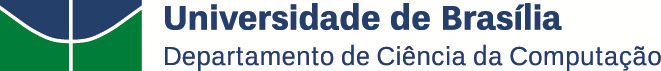 Universidade de Brasília
Departamento de Ciência da Computação